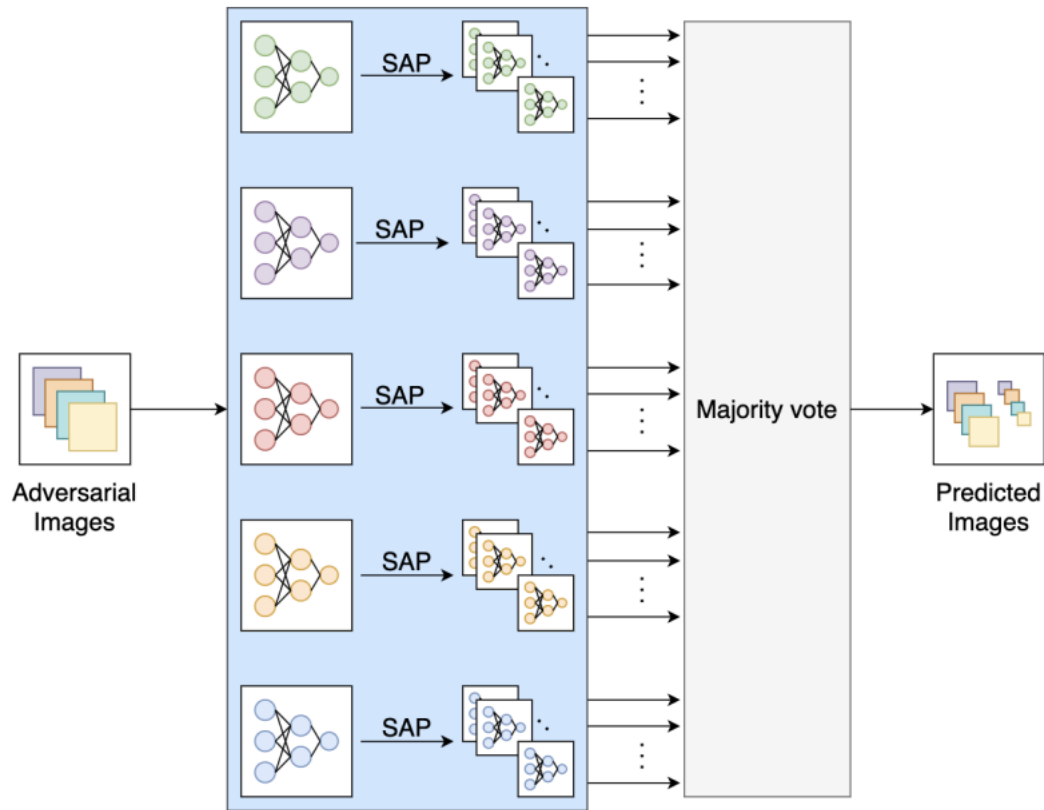 SAP
SAP
SAP
SAP
SAP
Adversarial
Images
Majority vote
Predicted
Images